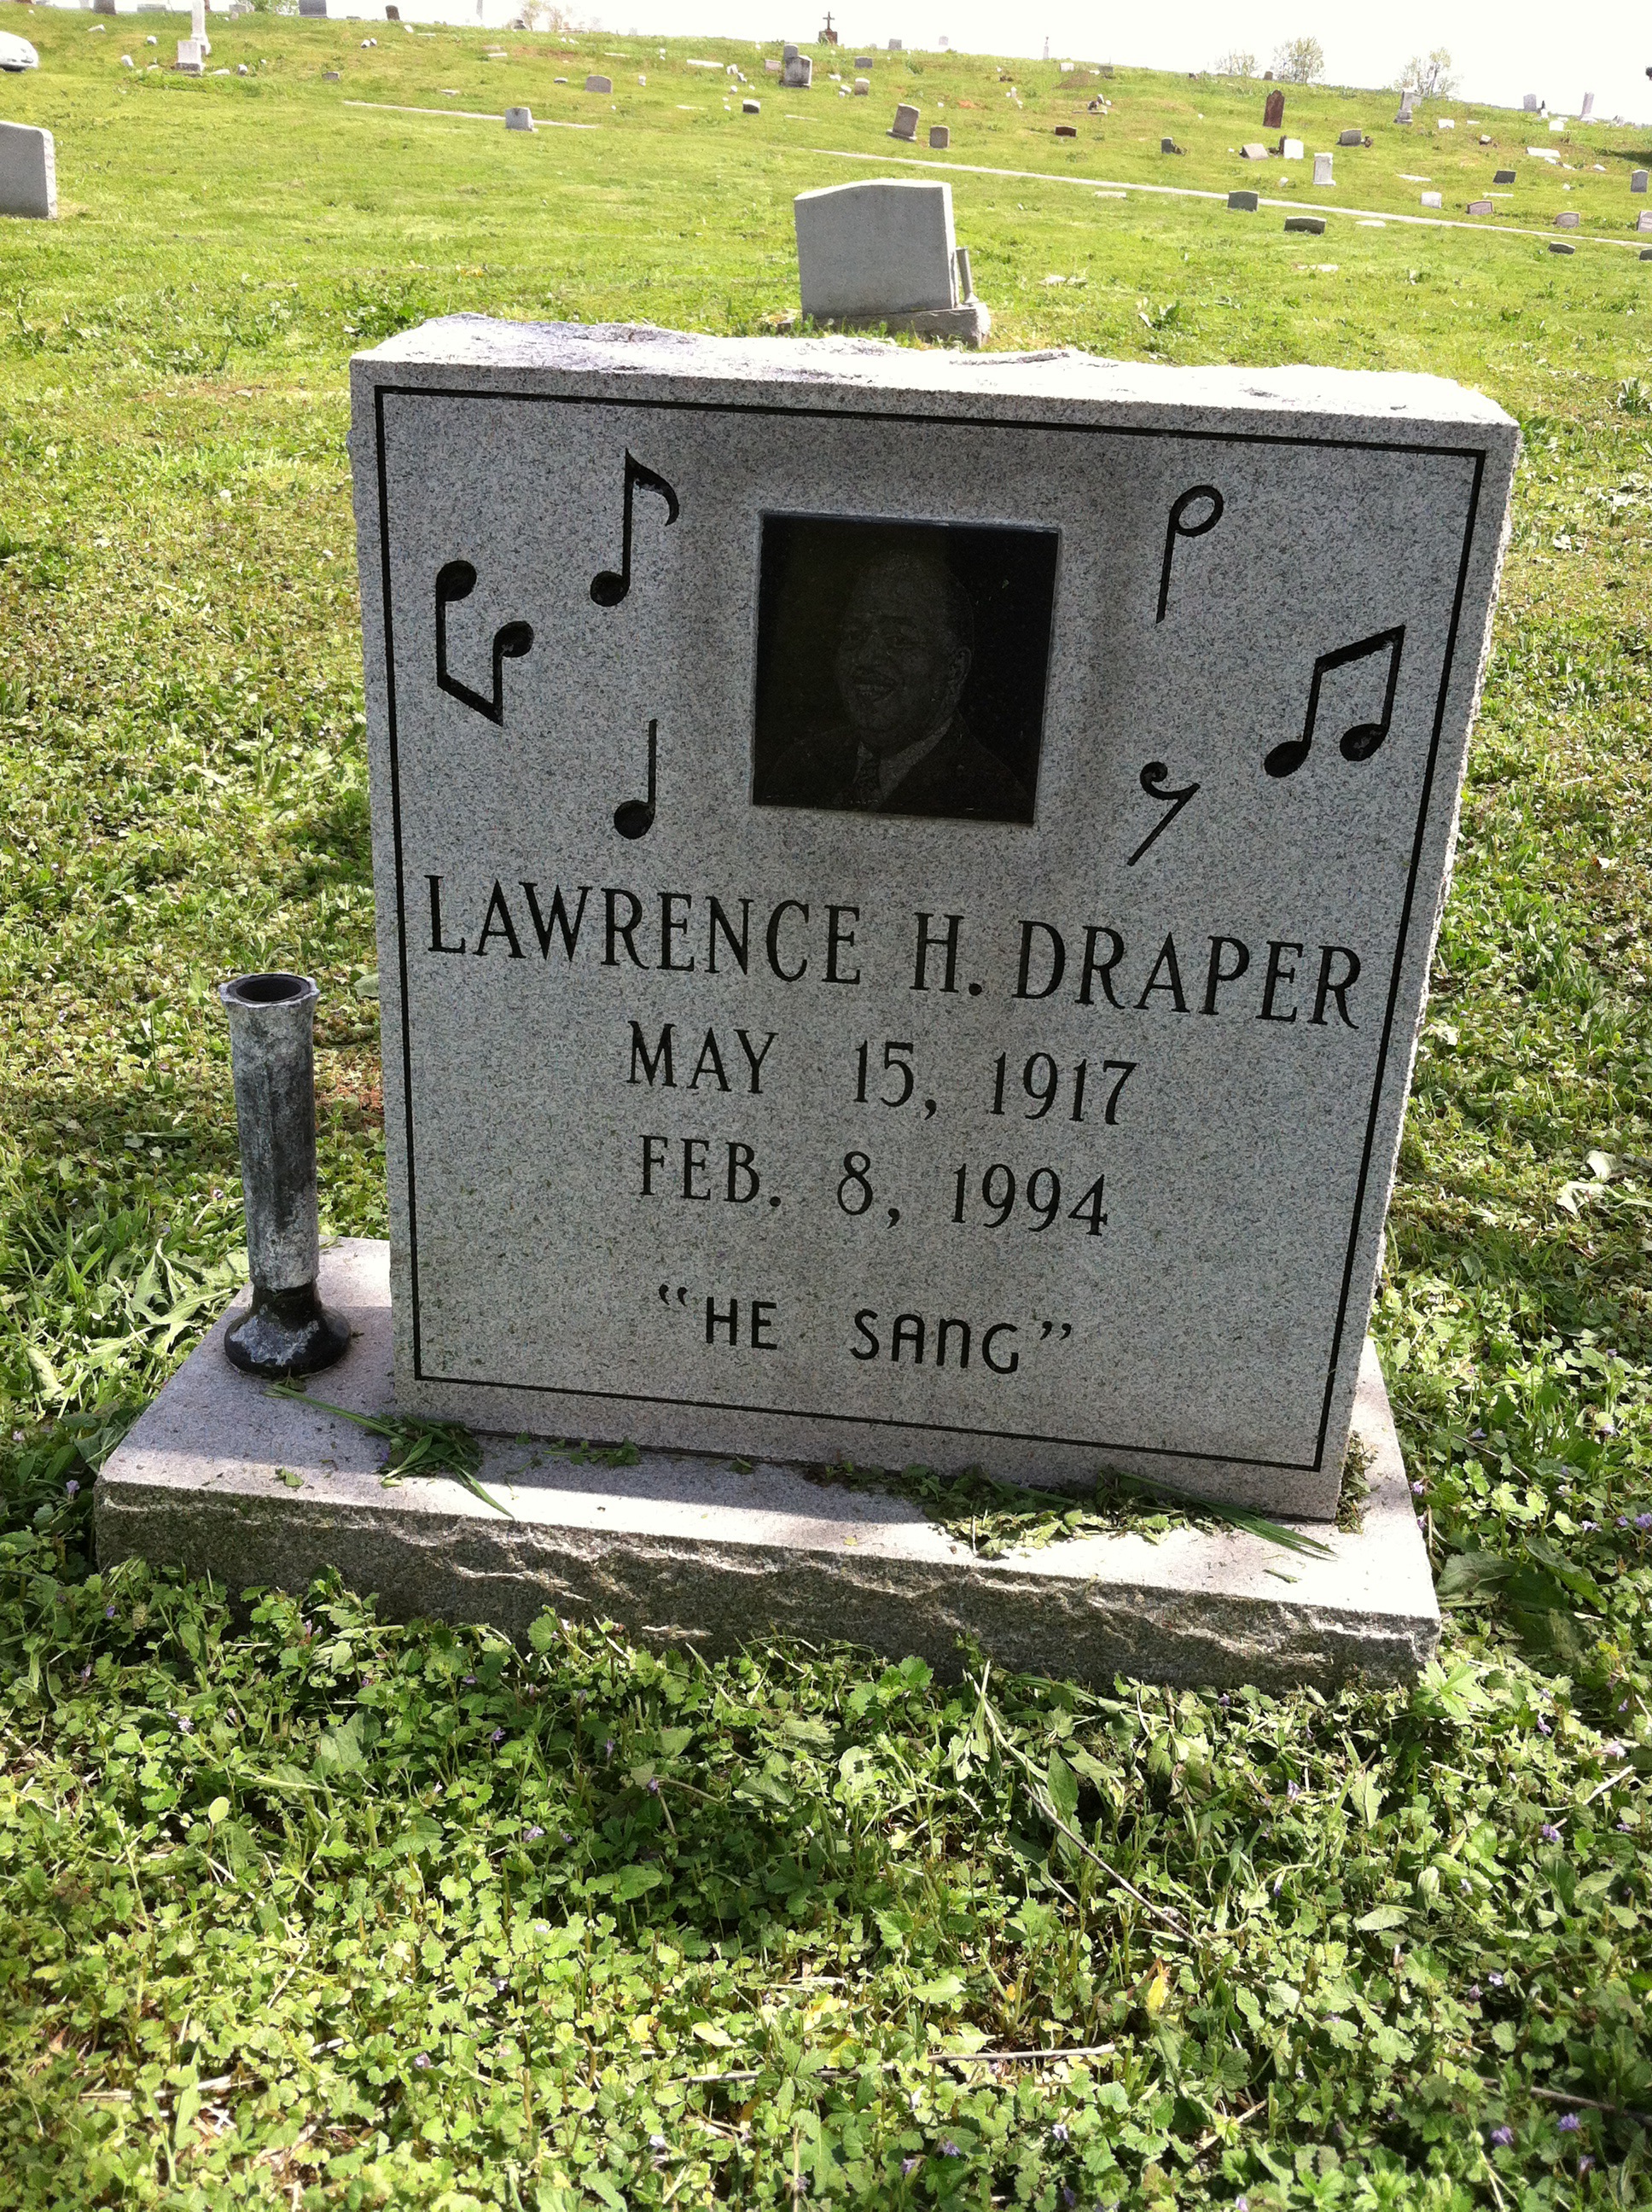 LAWRENCE H. DRAPER
MAY 15, 1917
FEB. 8, 1994
“HE SANG”